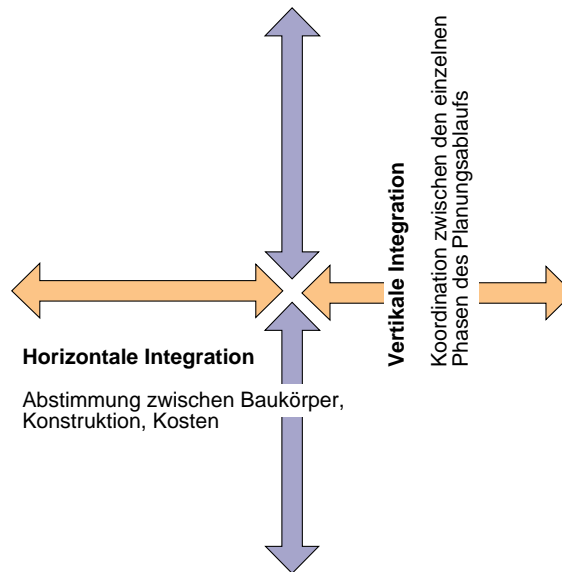 Horizontale Integration
Abstimmung zwischen Baukörper,
Konstruktion, Kosten
Vertikale Integration
Koordination zwischen den einzelnen
Phasen des Planungsablaufs